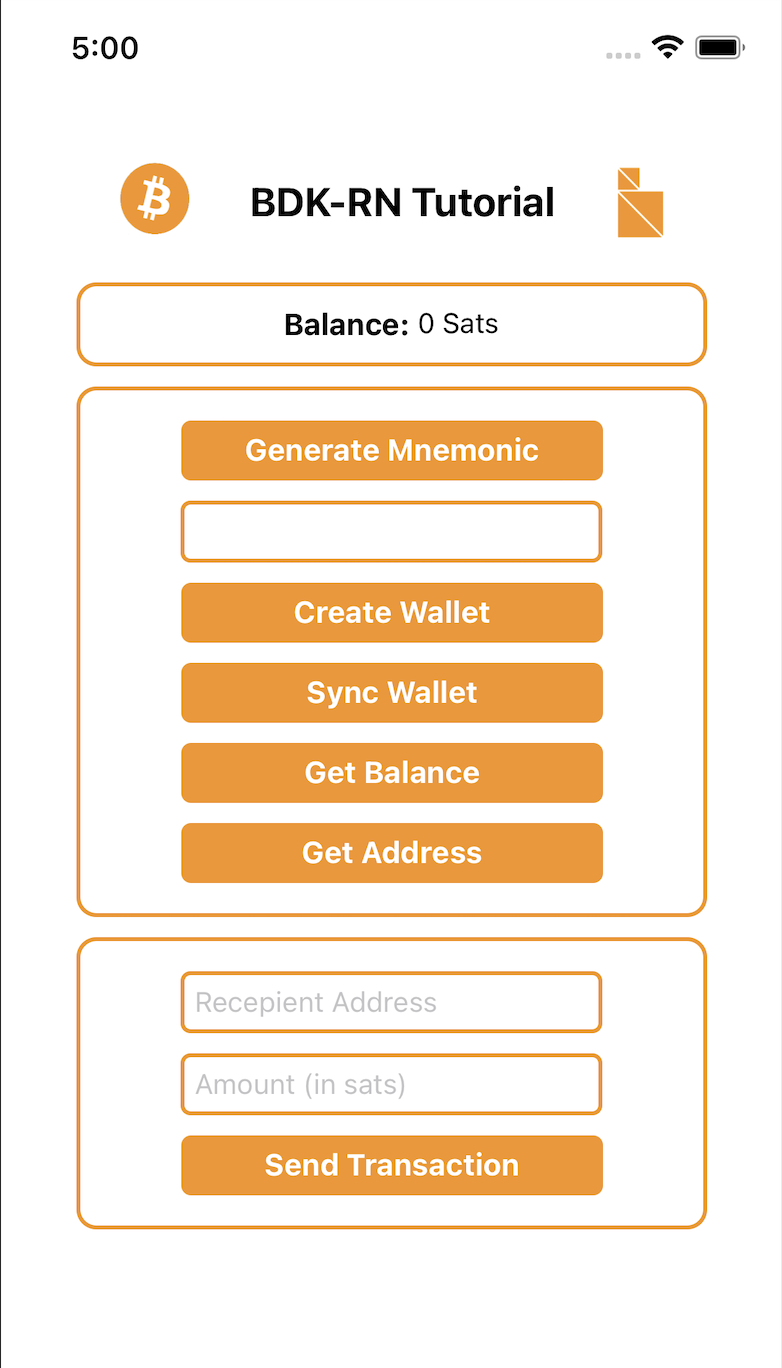 5:00
BDK-RN Tutorial
Balance: 0 Sats
Generate Mnemonic
Create Wallet
Sync Wallet
Get Balance
Get Address
Recepient Address
Amount (in sats)
Send Transaction